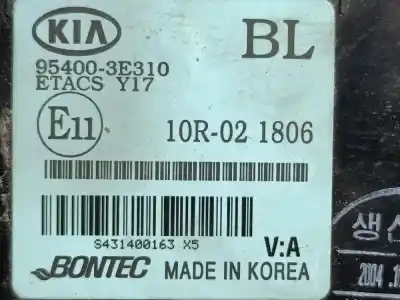 KIA BL
95400-3E310
ETACS Y17
E11 10R-02 1806
S431400163 X5
V:A
BONTEC MADE IN KOREA
생산
2004